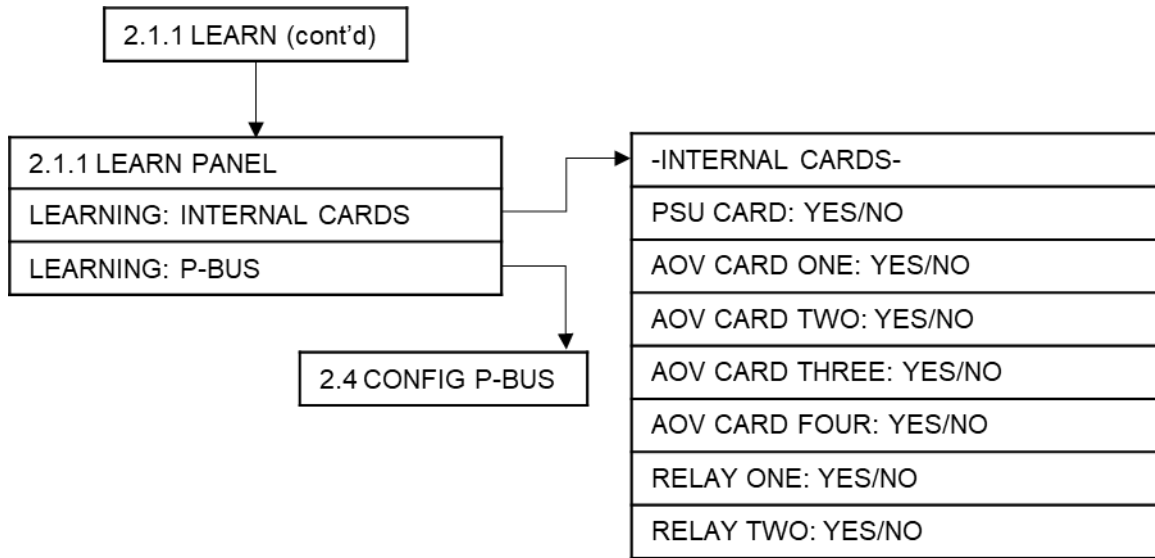 2.1.1 LEARN (cont’d)
2.1.1 LEARN PANEL
LEARNING: INTERNAL CARDS
LEARNING: P-BUS
2.4 CONFIG P-BUS
-INTERNAL CARDS-
PSU CARD: YES/NO
AOV CARD ONE: YES/NO
AOV CARD TWO: YES/NO
AOV CARD THREE: YES/NO
AOV CARD FOUR: YES/NO
RELAY ONE: YES/NO
RELAY TWO: YES/NO